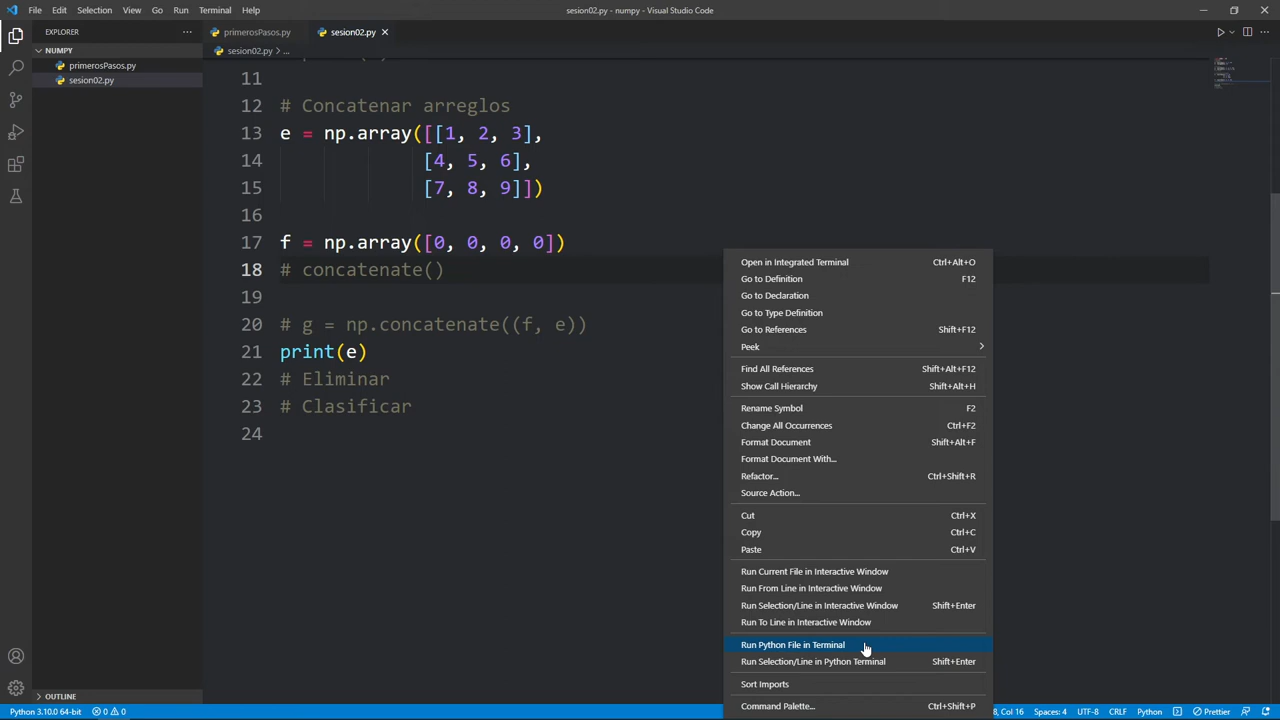 File Edit Selection View Go Run Terminal Help
sesion02.py - numpy - Visual Studio Code
EXPLORER
primerosPasos.py
sesion02.py
NUMPY
sesion02.py > ...
primerosPasos.py
sesion02.py
11
12 # Concatenar arreglos
13 e = np.array([[1, 2, 3],
14 [4, 5, 6],
15 [7, 8, 9]])
16
17 f = np.array([0, 0, 0, 0])
18 # concatenate()
19
20 # g = np.concatenate((f, e))
21 print(e)
22 # Eliminar
23 # Clasificar
24
Open in Integrated Terminal Ctrl+Alt+O
Go to Definition F12
Go to Declaration
Go to Type Definition
Go to References Shift+F12
Peek
Find All References Shift+Alt+F12
Show Call Hierarchy Shift+Alt+H
Rename Symbol F2
Change All Occurrences Ctrl+F2
Format Document Shift+Alt+F
Format Document With...
Refactor... Ctrl+Shift+R
Source Action...
Cut Ctrl+X
Copy Ctrl+C
Paste Ctrl+V
Run Current File in Interactive Window
Run From Line in Interactive Window
Run Selection/Line in Interactive Window Shift+Enter
Run To Line in Interactive Window
Run Python File in Terminal
Run Selection/Line in Python Terminal Shift+Enter
Sort Imports
Command Palette... Ctrl+Shift+P
OUTLINE
Python 3.10.0 64-bit 0 0 8, Col 16 Spaces: 4 UTF-8 CRLF Python Prettier